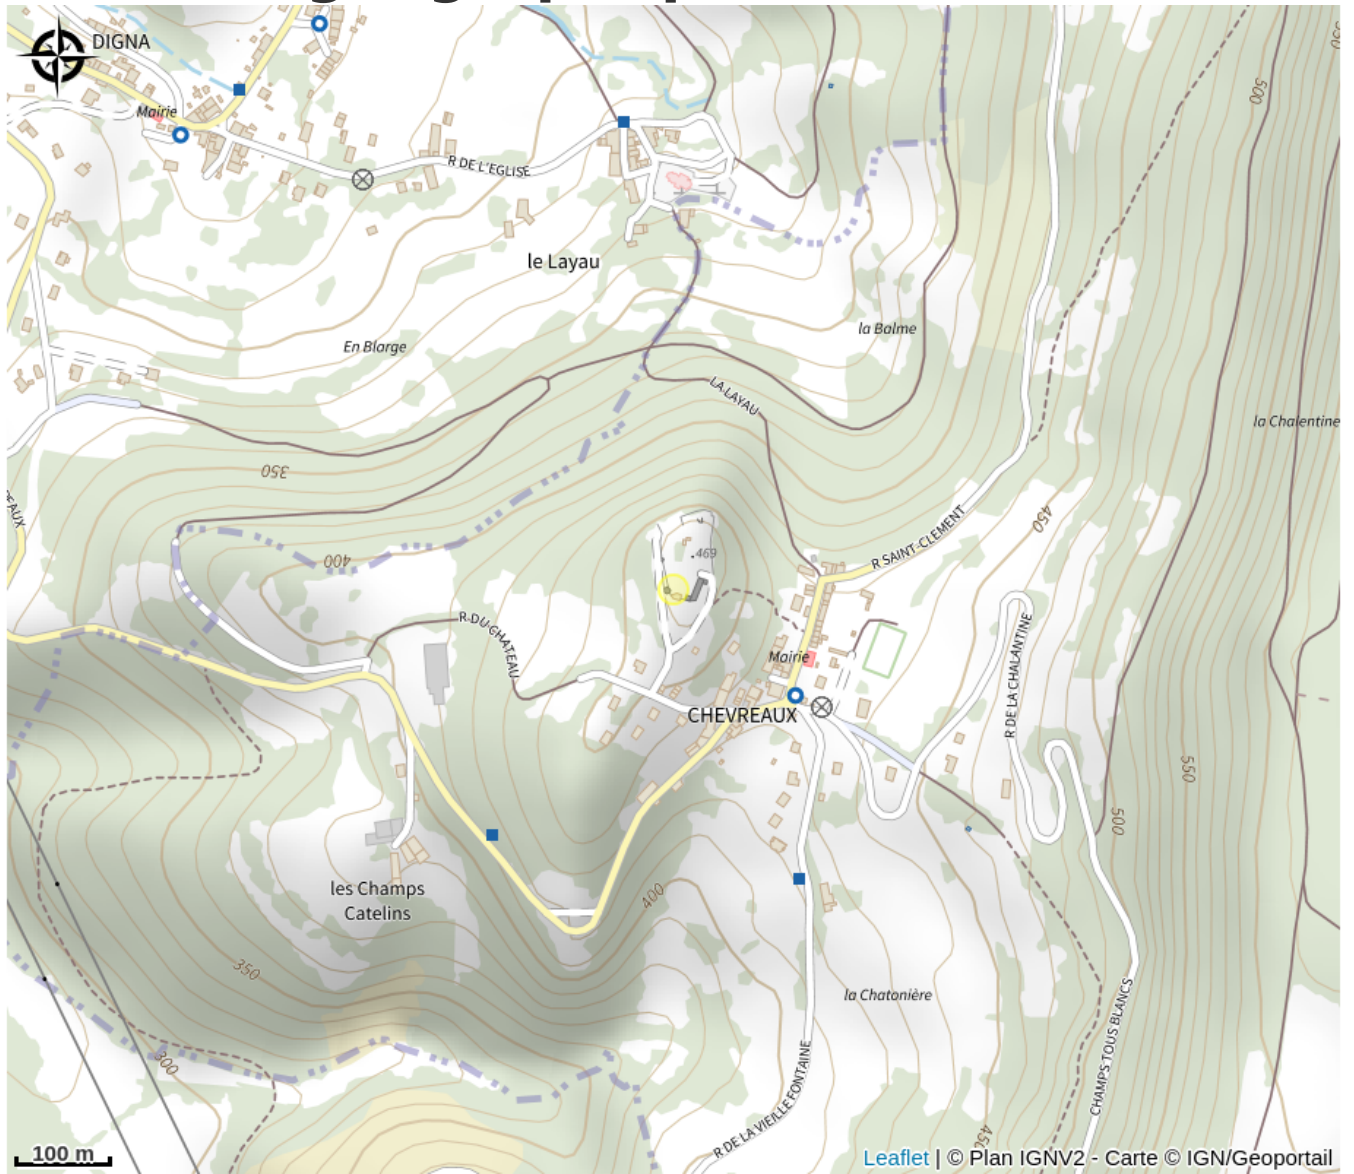 DIGNA
500
Mairie
R DE L'EGLISE
le Layau
la Balme
En Blarge
LA LAYAU
la Chalentine
350
450
R SAINT-CLEMENT
400
469
R DU CHATEAU
R DE LA CHALANTINE
Mairie
CHEVREAUX
550
500
les Champs
Catelins
400
350
la Chatonière
300
CHAMPS TOUS BLANCS
R DE LA VIEILLE FONTAINE
450
100 m
Leaflet | © Plan IGNV2 - Carte © IGN/Geoportail